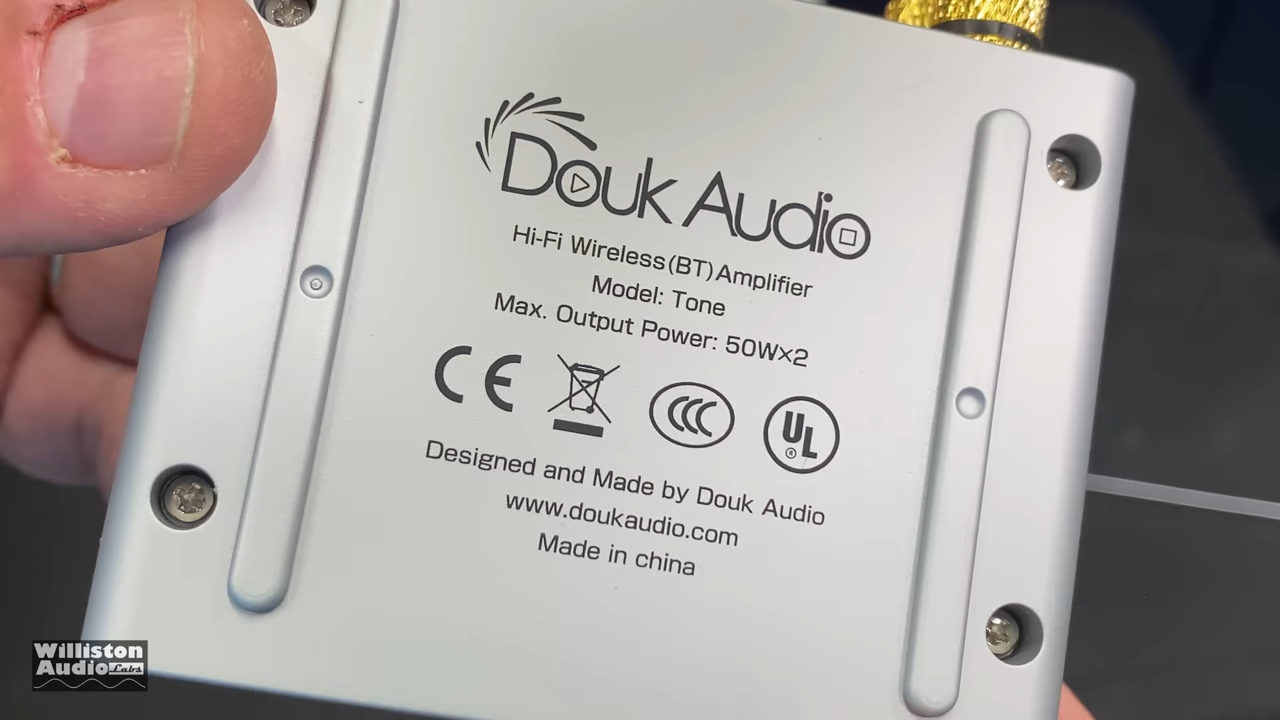 Douk Audio
Hi-Fi Wireless(BT)Amplifier
Model: Tone
Max. Output Power: 50W×2
CE
UL
®
Designed and Made by Douk Audio
www.doukaudio.com
Made in china
Williston
Audio Labs